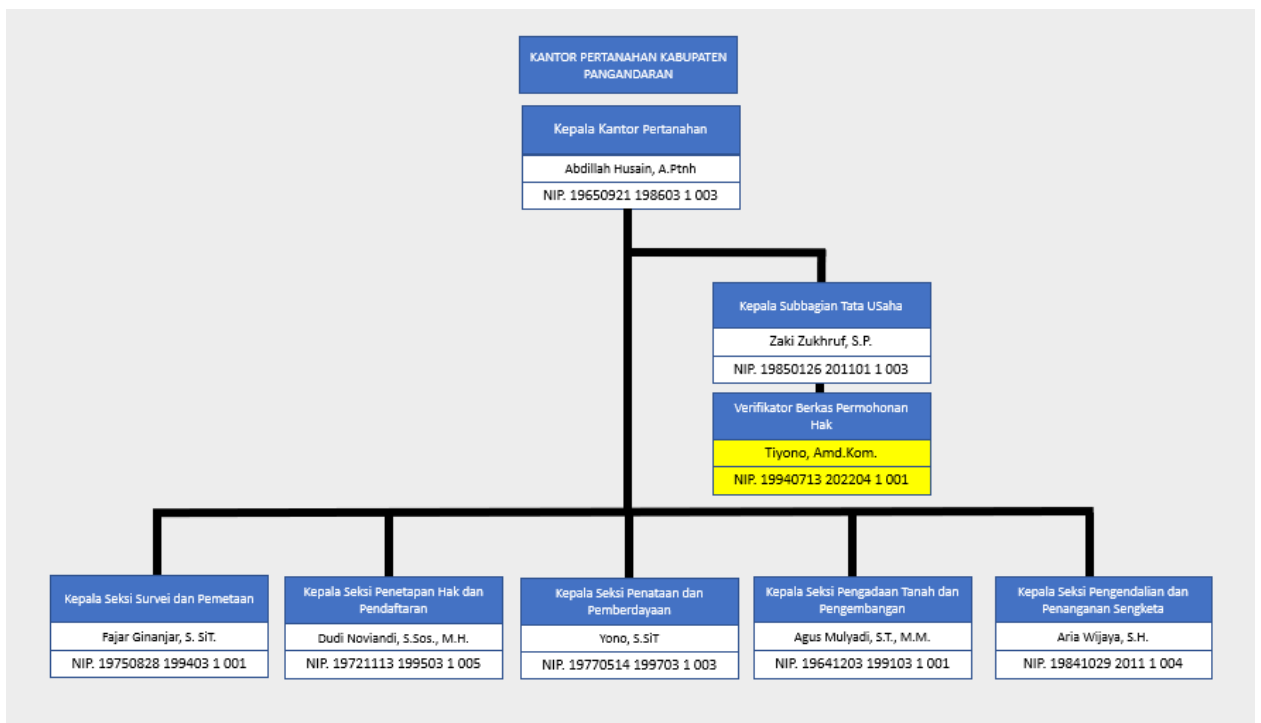 KANTOR PERTANAHAN KABUPATEN
PANGANDARAN
Kepala Kantor Pertanahan
Abdillah Husain, A.Ptnh
NIP. 19650921 198603 1 003
Kepala Subbagian Tata USaha
Zaki Zukhruf, S.P.
NIP. 19850126 201101 1 003
Verifikator Berkas Permohonan
Hak
Tiyono, Amd.Kom.
NIP. 19940713 202204 1 001
Kepala Seksi Survei dan Pemetaan
Fajar Ginanjar, S. SiT.
NIP. 19750828 199403 1 001
Kepala Seksi Penetapan Hak dan
Pendaftaran
Dudi Noviandi, S.Sos., M.H.
NIP. 19721113 199503 1 005
Kepala Seksi Penataan dan
Pemberdayaan
Yono, S.SiT
NIP. 19770514 199703 1 003
Kepala Seksi Pengadaan Tanah dan
Pengembangan
Agus Mulyadi, S.T., M.M.
NIP. 19641203 199103 1 001
Kepala Seksi Pengendalian dan
Penanganan Sengketa
Aria Wijaya, S.H.
NIP. 19841029 2011 1 004